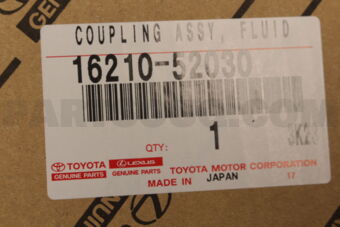 COUPLING ASSY, FLUID
16210-52030
QTY: 1
TOYOTA LEXUS TOYOTA MOTOR CORPORATION
GENUINE PARTS GENUINE PARTS
MADE IN JAPAN 17